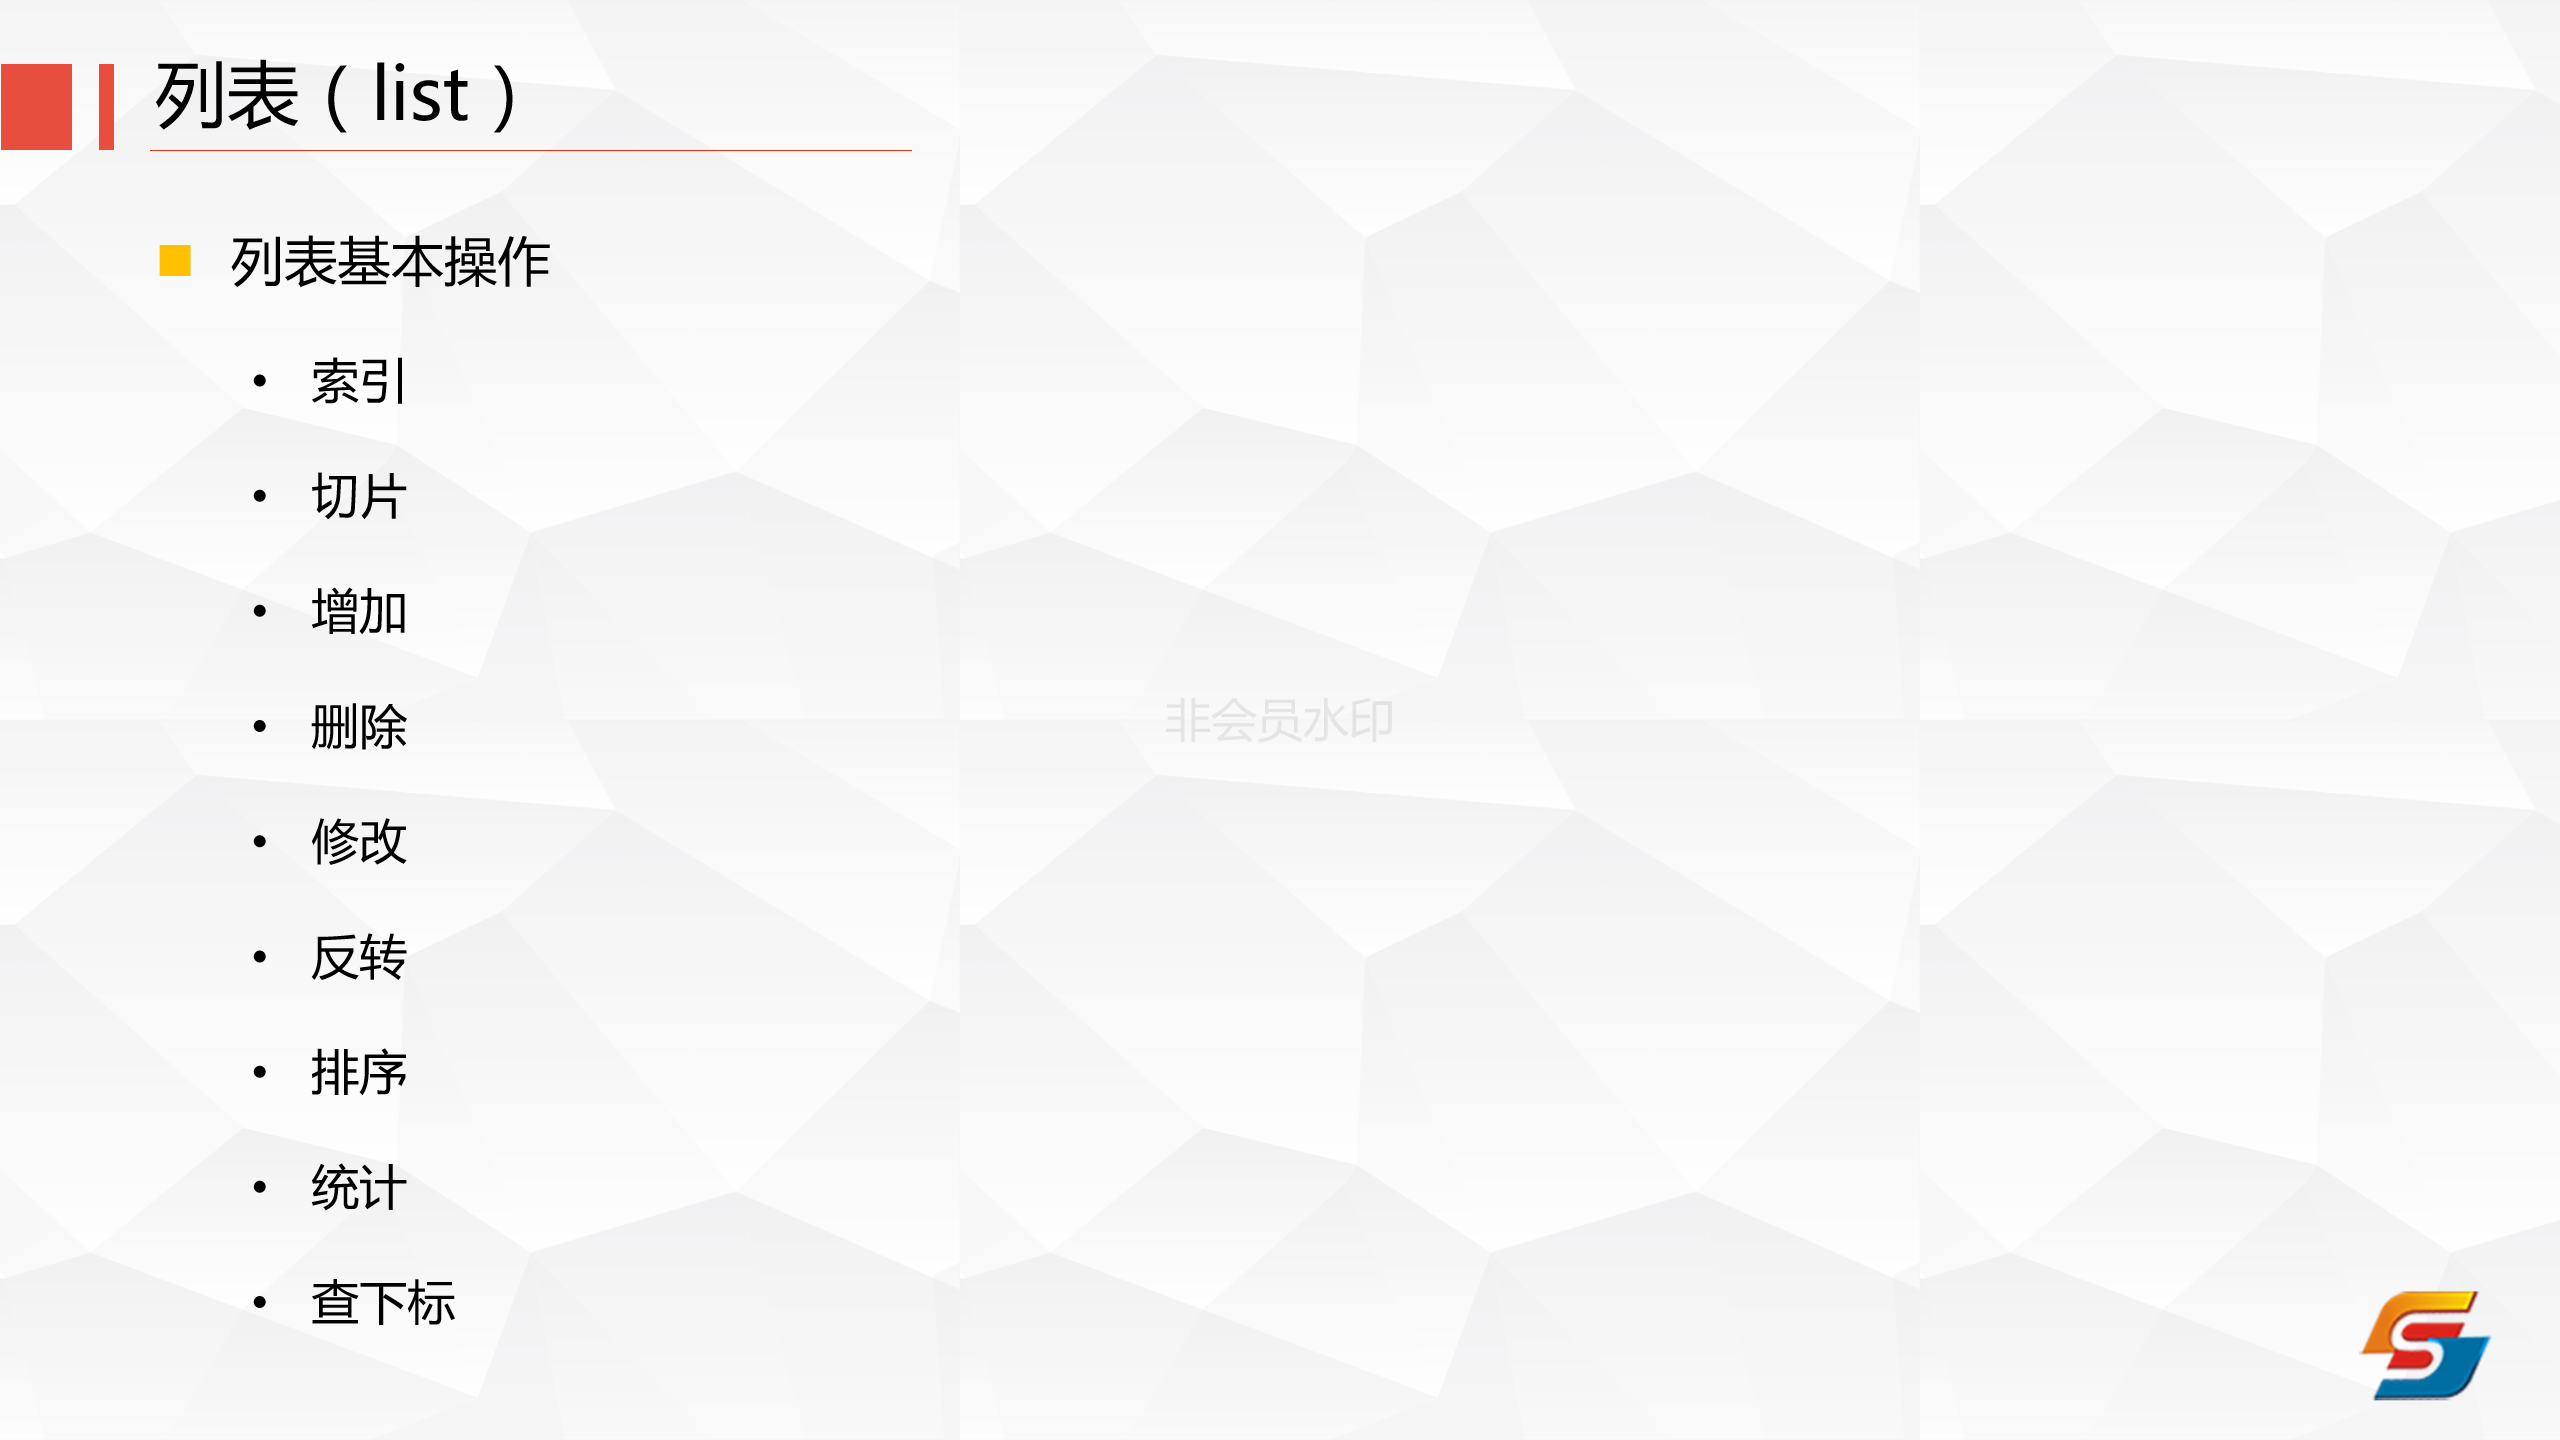 列表（list）
■ 列表基本操作
• 索引
• 切片
• 增加
• 删除
非会员水印
• 修改
• 反转
• 排序
• 统计
• 查下标